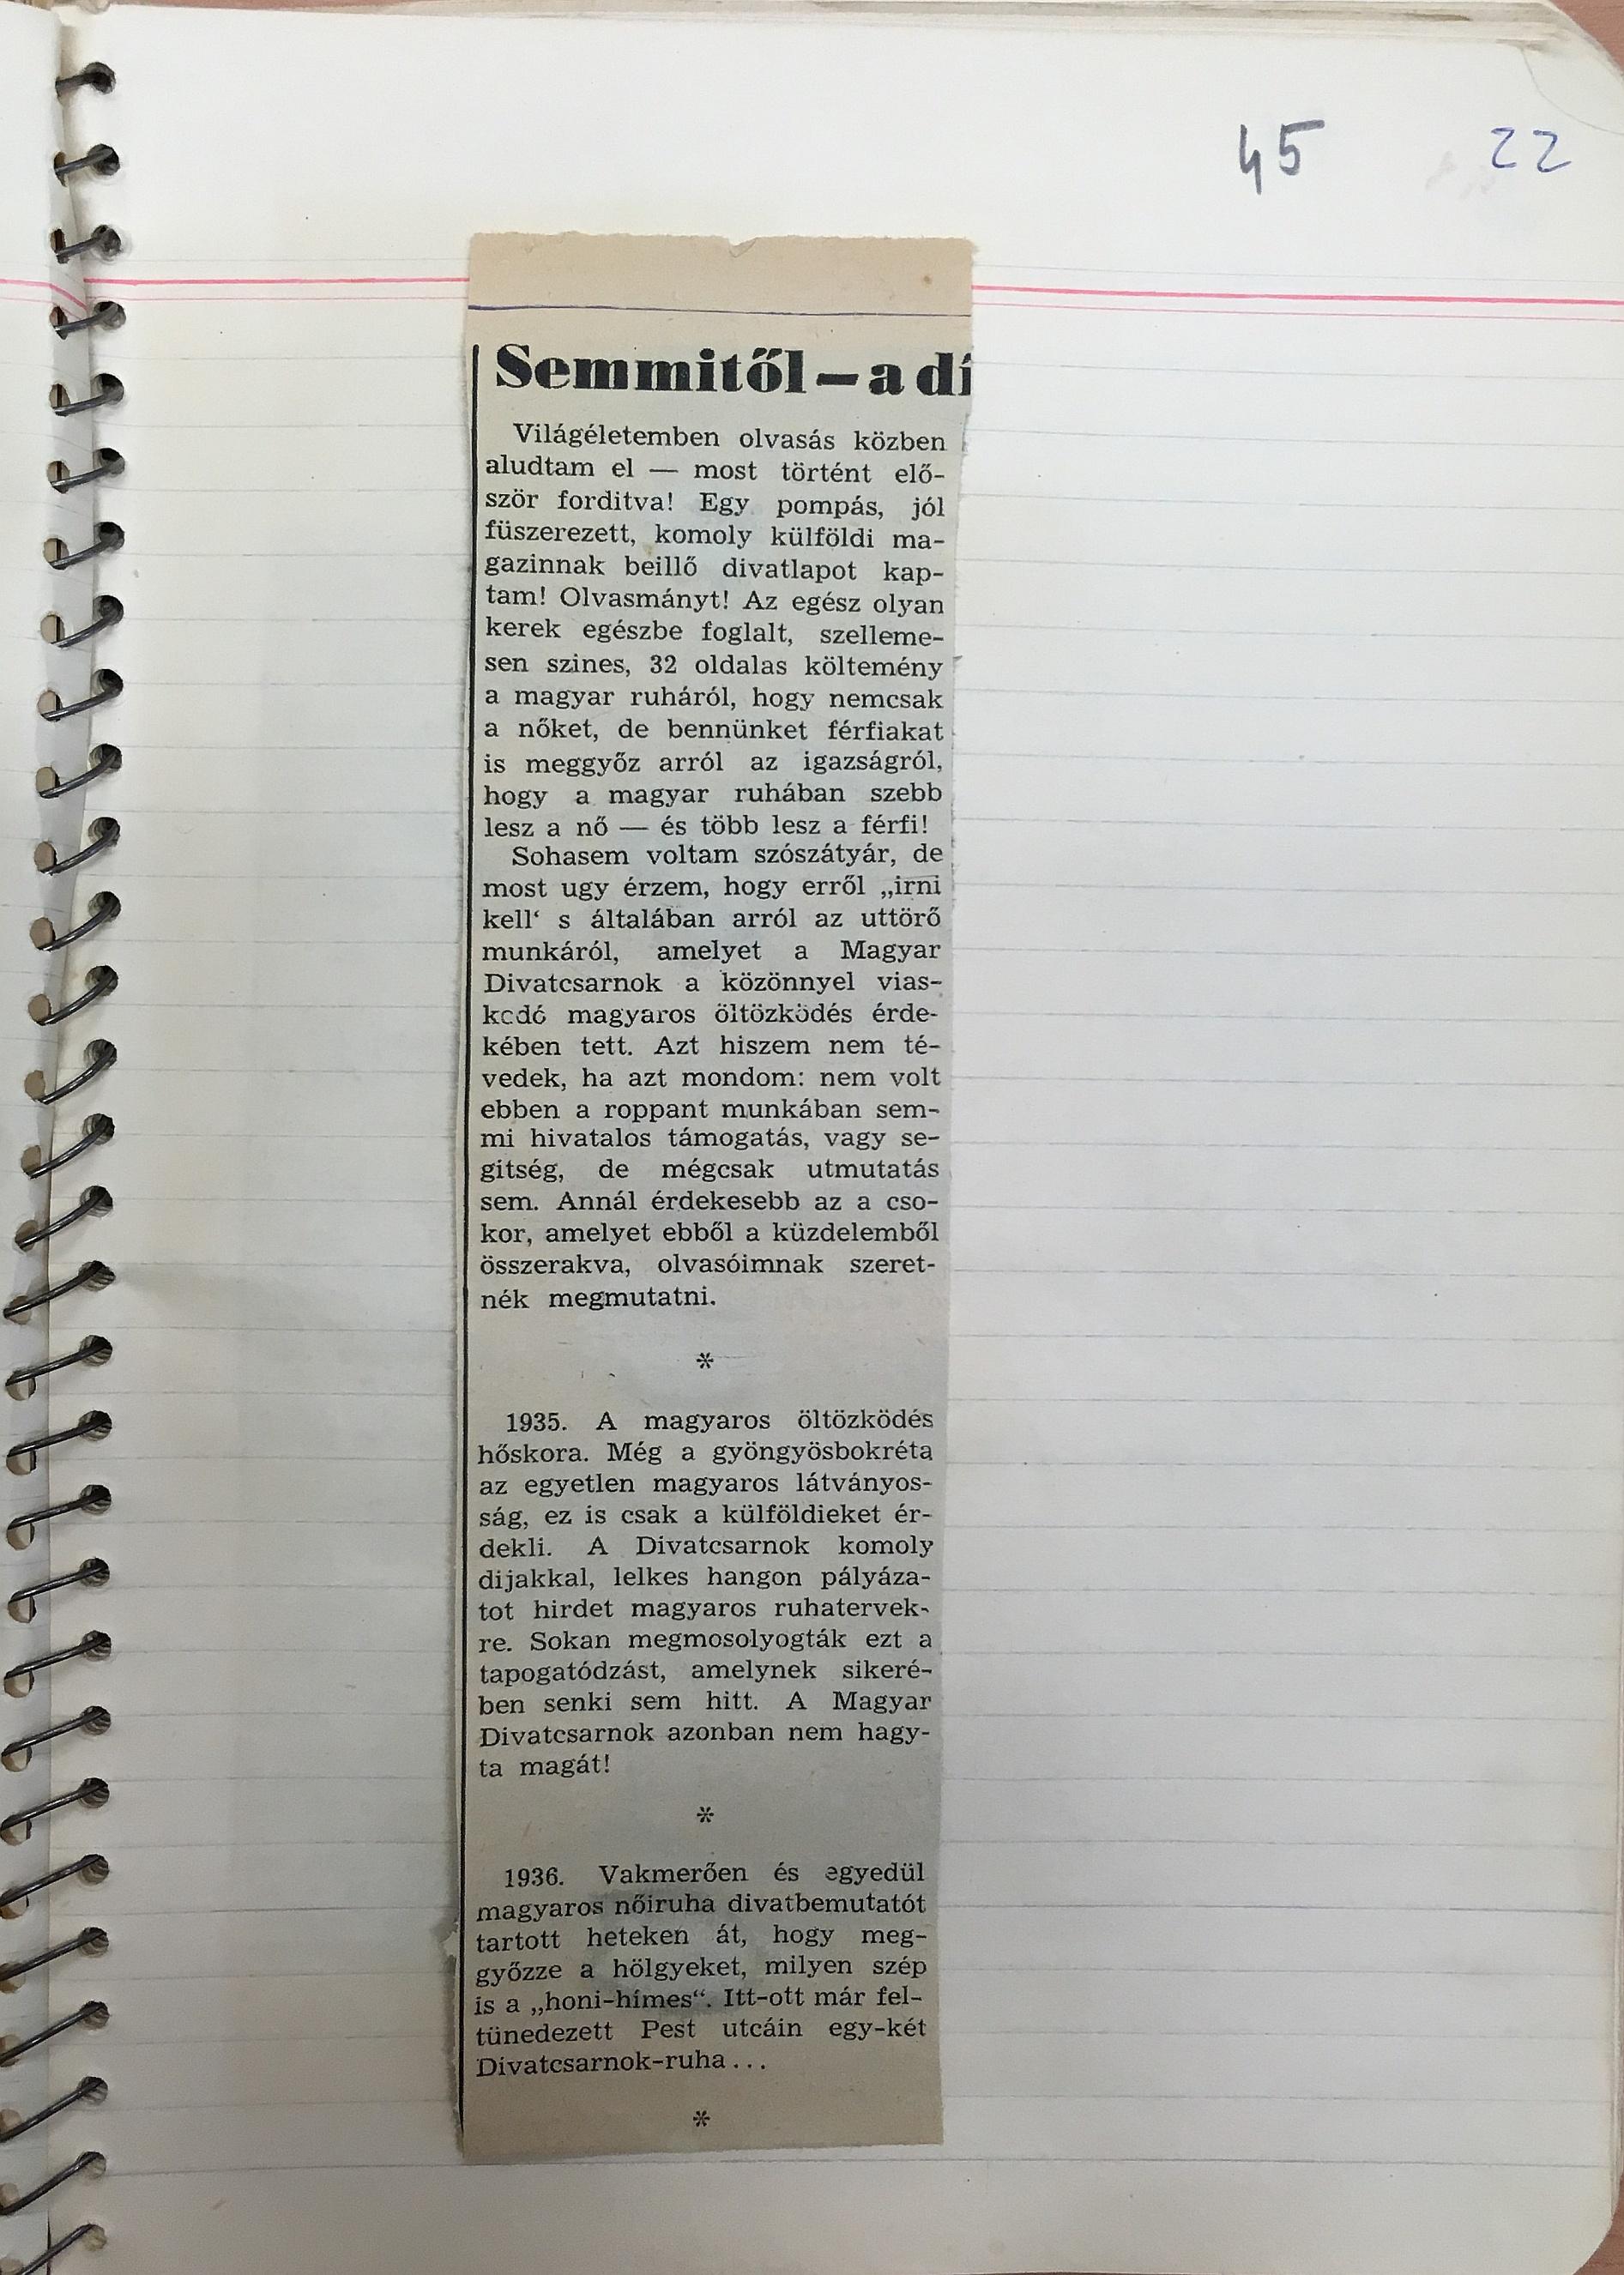 45 22
Semmitől — a dí
Világéletemben olvasás közben
aludtam el — most történt elő-
ször forditva! Egy pompás, jól
füszerezett, komoly külföldi ma-
gazinnak beillő divatlapot kap-
tam! Olvasmányt! Az egész olyan
kerek egészbe foglalt, szelleme-
sen szines, 32 oldalas költemény
a magyar ruháról, hogy nemcsak
a nőket, de bennünket férfiakat
is meggyőz arról az igazságról,
hogy a magyar ruhában szebb
lesz a nő — és több lesz a férfi!
Sohasem voltam szószátyár, de
most ugy érzem, hogy erről „irni
kell‘ s általában arról az uttörő
munkáról, amelyet a Magyar
Divatcsarnok a közönnyel vias-
kodó magyaros öltözködés érde-
kében tett. Azt hiszem nem té-
vedek, ha azt mondom: nem volt
ebben a roppant munkában sem-
mi hivatalos támogatás, vagy se-
gitség, de mégcsak utmutatás
sem. Annál érdekesebb az a cso-
kor, amelyet ebből a küzdelemből
összerakva, olvasóimnak szeret-
nék megmutatni.
*
1935. A magyaros öltözködés
hőskora. Még a gyöngyösbokréta
az egyetlen magyaros látványos-
ság, ez is csak a külföldieket ér-
dekli. A Divatcsarnok komoly
dijakkal, lelkes hangon pályáza-
tot hirdet magyaros ruhatervek-
re. Sokan megmosolyogták ezt a
tapogatódzást, amelynek sikeré-
ben senki sem hitt. A Magyar
Divatcsarnok azonban nem hagy-
ta magát!
*
1936. Vakmerően és egyedül
magyaros nőiruha divatbemutatót
tartott heteken át, hogy meg-
győzze a hölgyeket, milyen szép
is a „honi-hímes“. Itt-ott már fel-
tünedezett Pest utcáin egy-két
Divatcsarnok-ruha . . .
*